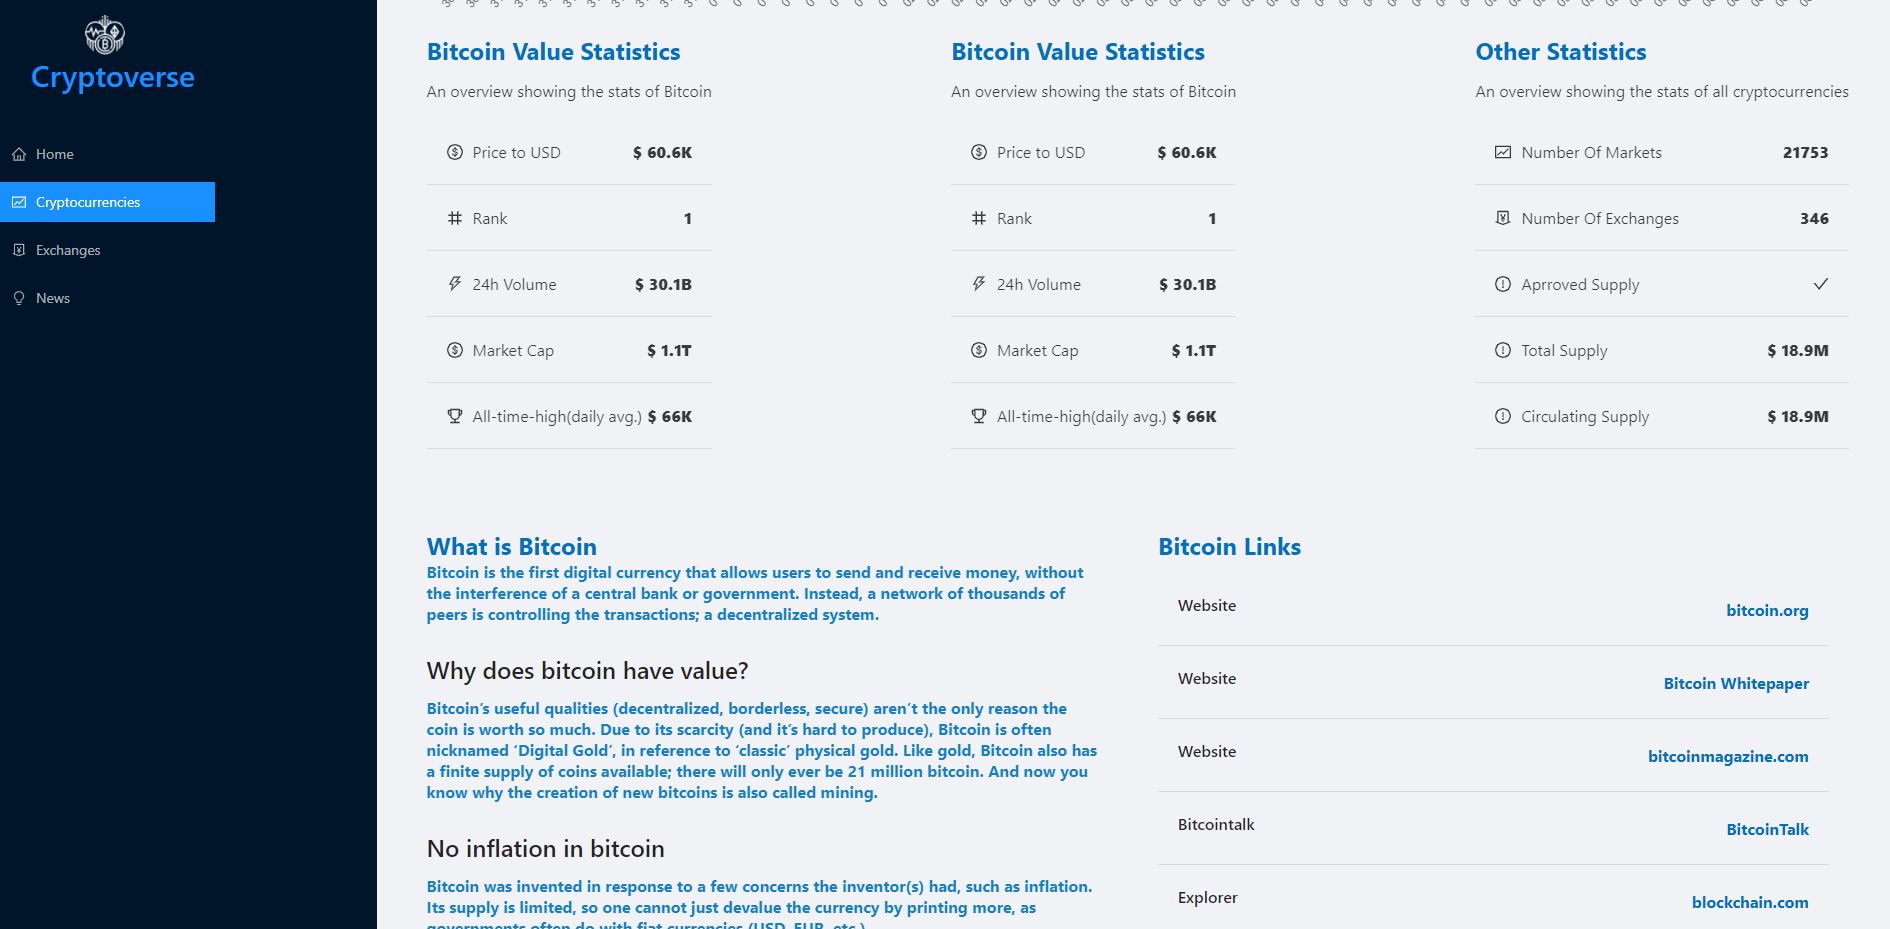 Cryptoverse
Home
Cryptocurrencies
Exchanges
News
Bitcoin Value Statistics
An overview showing the stats of Bitcoin
Price to USD $ 60.6K
Rank 1
24h Volume $ 30.1B
Market Cap $ 1.1T
All-time-high(daily avg.) $ 66K
Bitcoin Value Statistics
An overview showing the stats of Bitcoin
Price to USD $ 60.6K
Rank 1
24h Volume $ 30.1B
Market Cap $ 1.1T
All-time-high(daily avg.) $ 66K
Other Statistics
An overview showing the stats of all cryptocurrencies
Number Of Markets 21753
Number Of Exchanges 346
Aprroved Supply
Total Supply $ 18.9M
Circulating Supply $ 18.9M
What is Bitcoin
Bitcoin is the first digital currency that allows users to send and receive money, without
the interference of a central bank or government. Instead, a network of thousands of
peers is controlling the transactions; a decentralized system.
Why does bitcoin have value?
Bitcoin’s useful qualities (decentralized, borderless, secure) aren’t the only reason the
coin is worth so much. Due to its scarcity (and it’s hard to produce), Bitcoin is often
nicknamed ‘Digital Gold’, in reference to ‘classic’ physical gold. Like gold, Bitcoin also has
a finite supply of coins available; there will only ever be 21 million bitcoin. And now you
know why the creation of new bitcoins is also called mining.
No inflation in bitcoin
Bitcoin was invented in response to a few concerns the inventor(s) had, such as inflation.
Its supply is limited, so one cannot just devalue the currency by printing more, as
governments often do with fiat currencies (USD, EUR, etc.)
Bitcoin Links
Website bitcoin.org
Website Bitcoin Whitepaper
Website bitcoinmagazine.com
Bitcointalk BitcoinTalk
Explorer blockchain.com